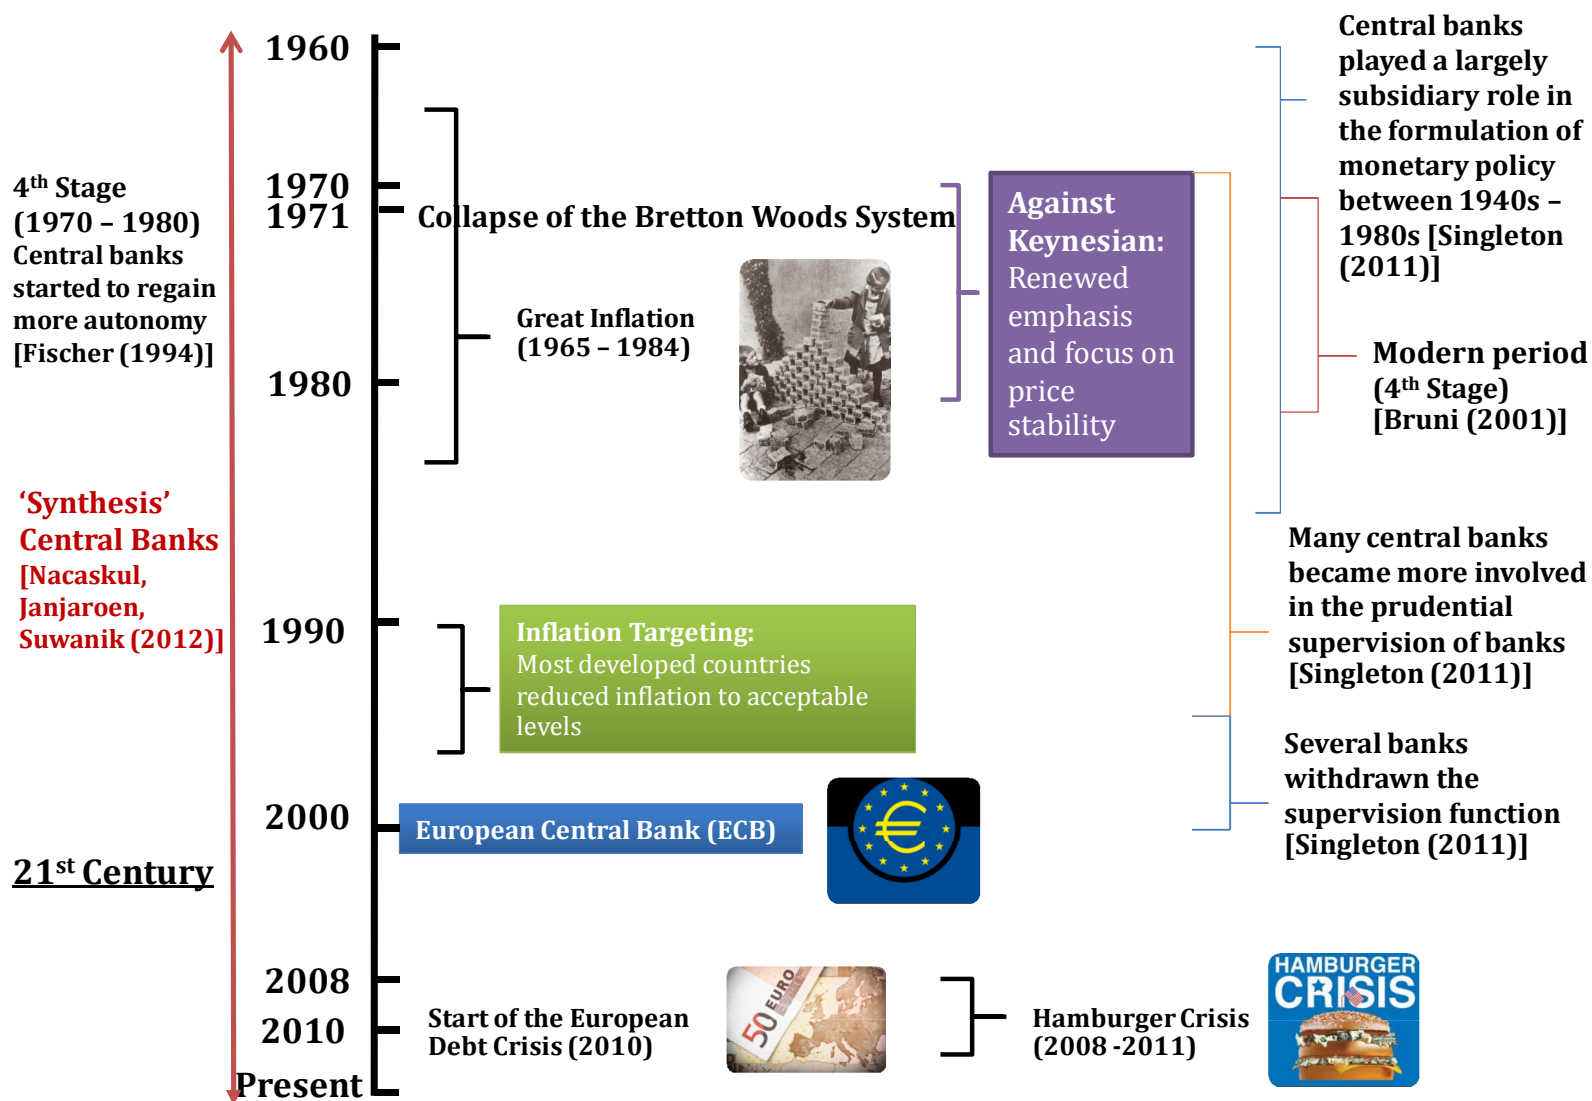 1960
1970
1971
1980
1990
2000
2008
2010
Present
4th Stage
(1970 – 1980)
Central banks
started to regain
more autonomy
[Fischer (1994)]
‘Synthesis’
Central Banks
[Nacaskul,
Janjaroen,
Suwanik (2012)]
21st Century
Collapse of the Bretton Woods System
Great Inflation
(1965 – 1984)
Against
Keynesian:
Renewed
emphasis
and focus on
price
stability
Inflation Targeting:
Most developed countries
reduced inflation to acceptable
levels
European Central Bank (ECB)
€
Start of the European
Debt Crisis (2010)
50 EURO
Hamburger Crisis
(2008 -2011)
HAMBURGER
CRISIS
Central banks
played a largely
subsidiary role in
the formulation of
monetary policy
between 1940s –
1980s [Singleton
(2011)]
Modern period
(4th Stage)
[Bruni (2001)]
Many central banks
became more involved
in the prudential
supervision of banks
[Singleton (2011)]
Several banks
withdrawn the
supervision function
[Singleton (2011)]